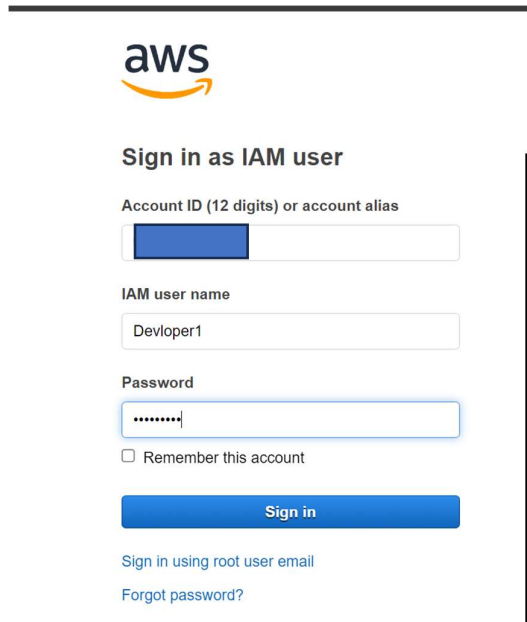 aws
Sign in as IAM user
Account ID (12 digits) or account alias
IAM user name
Devloper1
Password
•••••••••
Remember this account
Sign in
Sign in using root user email
Forgot password?